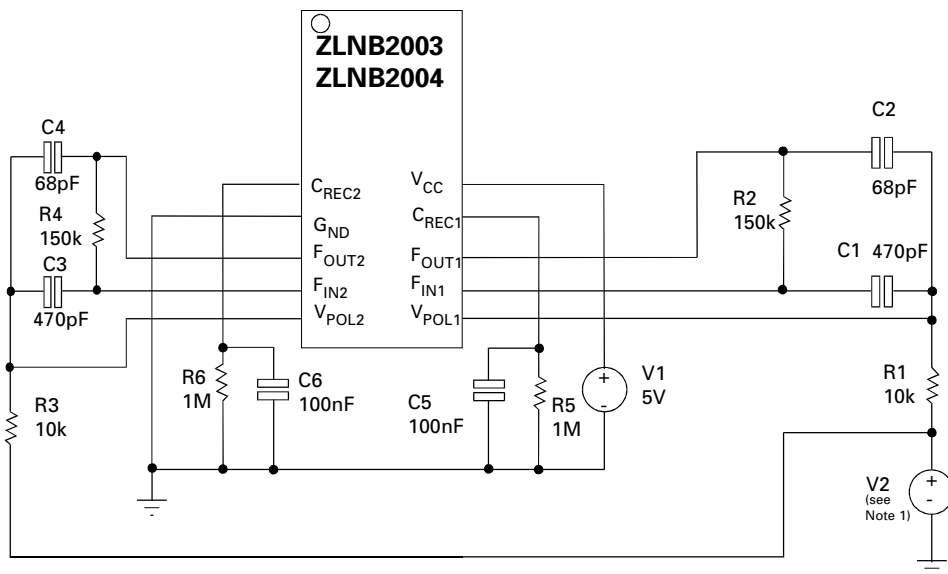 ZLNB2003
ZLNB2004
C4
68pF
R4
150k
C3
470pF
CREC2
GND
FOUT2
FIN2
VPOL2
VCC
CREC1
FOUT1
FIN1
VPOL1
C2
68pF
R2
150k
C1 470pF
R3
10k
R6
1M
C6
100nF
C5
100nF
R5
1M
+
-
V1
5V
R1
10k
V2
(see
Note 1)
+
-